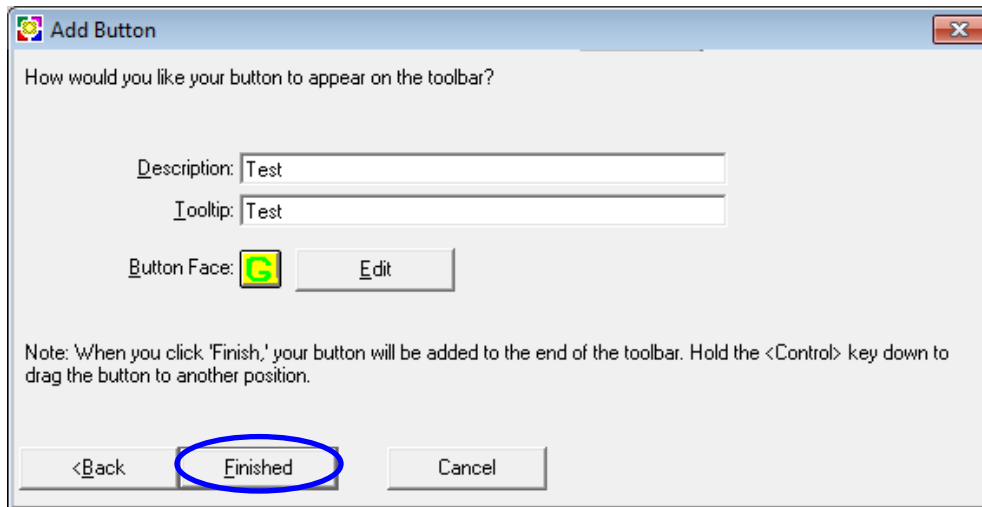 Add Button
How would you like your button to appear on the toolbar?
Description: Test
Tooltip: Test
Button Face: G Edit
Note: When you click 'Finish,' your button will be added to the end of the toolbar. Hold the <Control> key down to
drag the button to another position.
<Back Finished Cancel